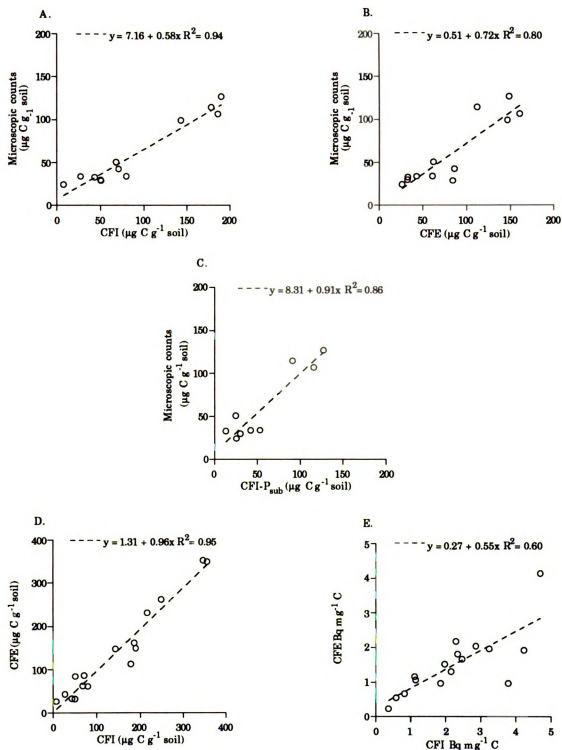 A.
y = 7.16 + 0.58x R²= 0.94
200
150
100
50
0
Microscopic counts
(µg C g⁻¹ soil)
0 50 100 150 200
CFI (µg C g⁻¹ soil)
B.
y = 0.51 + 0.72x R²= 0.80
200
150
100
50
0
Microscopic counts
(µg C g⁻¹ soil)
0 50 100 150 200
CFE (µg C g⁻¹ soil)
C.
y = 8.31 + 0.91x R²= 0.86
200
150
100
50
0
Microscopic counts
(µg C g⁻¹ soil)
0 50 100 150 200
CFI-Psub (µg C g⁻¹ soil)
D.
y = 1.31 + 0.96x R²= 0.95
400
300
200
100
0
CFE (µg C g⁻¹ soil)
0 100 200 300 400
CFI (µg C g⁻¹ soil)
E.
y = 0.27 + 0.55x R²= 0.60
5
4
3
2
1
0
CFE Bq mg⁻¹ C
0 1 2 3 4 5
CFI Bq mg⁻¹ C